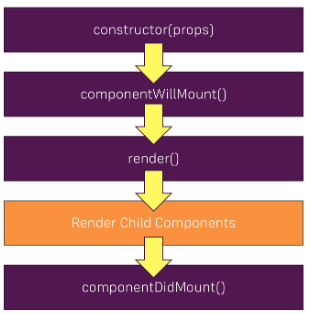 constructor(props)
componentWillMount()
render()
Render Child Components
componentDidMount()